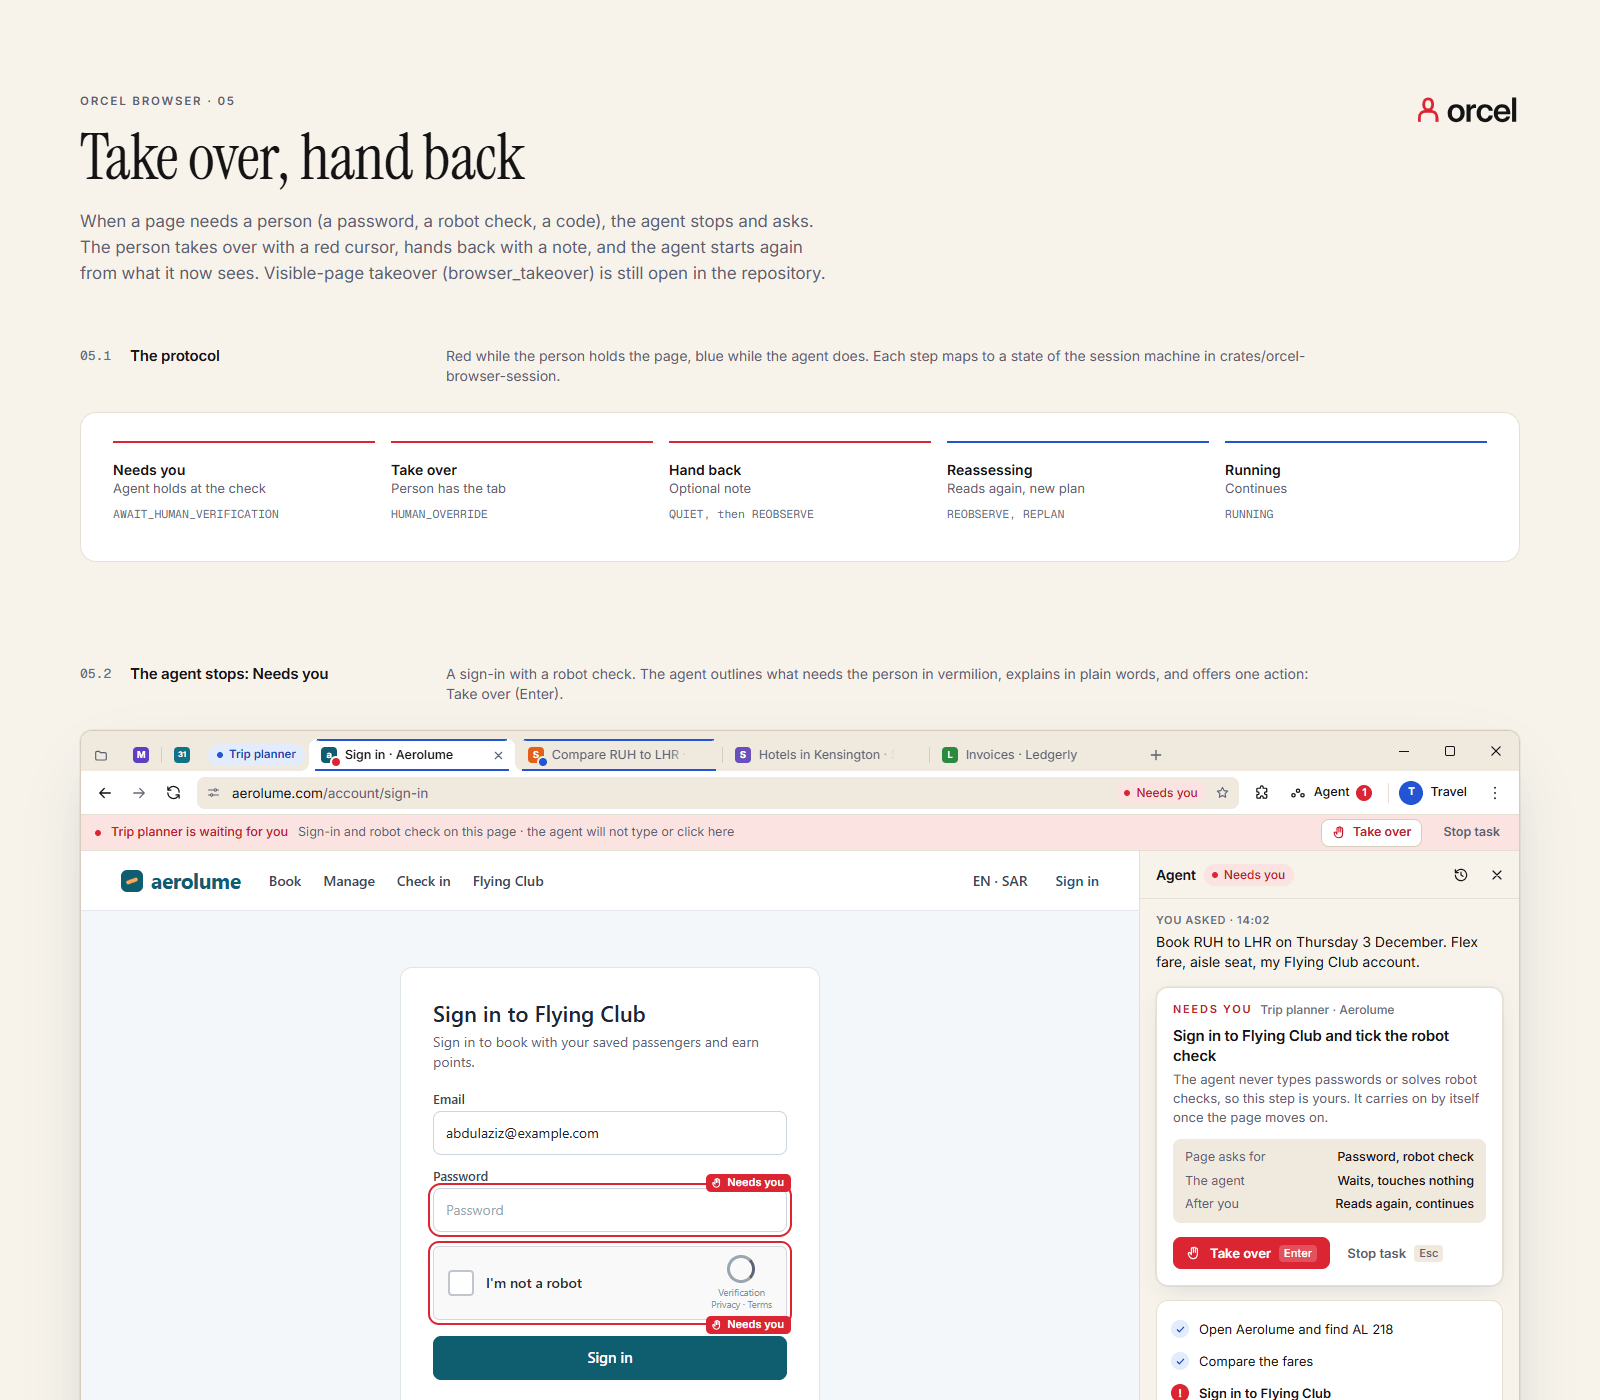 ORCEL BROWSER · 05
orcel
Take over, hand back
When a page needs a person (a password, a robot check, a code), the agent stops and asks.
The person takes over with a red cursor, hands back with a note, and the agent starts again
from what it now sees. Visible-page takeover (browser_takeover) is still open in the repository.
05.1 The protocol
Red while the person holds the page, blue while the agent does. Each step maps to a state of the session machine in crates/orcel-
browser-session.
Needs you
Agent holds at the check
AWAIT_HUMAN_VERIFICATION
Take over
Person has the tab
HUMAN_OVERRIDE
Hand back
Optional note
QUIET, then REOBSERVE
Reassessing
Reads again, new plan
REOBSERVE, REPLAN
Running
Continues
RUNNING
05.2 The agent stops: Needs you
A sign-in with a robot check. The agent outlines what needs the person in vermilion, explains in plain words, and offers one action:
Take over (Enter).
M
31
Trip planner
a Sign in · Aerolume
S Compare RUH to LHR ·
S Hotels in Kensington ·
L Invoices · Ledgerly
aerolume.com/account/sign-in
Needs you
Agent 1
T Travel
Trip planner is waiting for you Sign-in and robot check on this page · the agent will not type or click here
Take over
Stop task
aerolume Book Manage Check in Flying Club EN · SAR Sign in
Sign in to Flying Club
Sign in to book with your saved passengers and earn
points.
Email
abdulaziz@example.com
Password
Needs you
Password
I'm not a robot
Verification
Privacy · Terms
Needs you
Sign in
Agent Needs you
YOU ASKED · 14:02
Book RUH to LHR on Thursday 3 December. Flex
fare, aisle seat, my Flying Club account.
NEEDS YOU Trip planner · Aerolume
Sign in to Flying Club and tick the robot
check
The agent never types passwords or solves robot
checks, so this step is yours. It carries on by itself
once the page moves on.
Page asks for Password, robot check
The agent Waits, touches nothing
After you Reads again, continues
Take over Enter Stop task Esc
Open Aerolume and find AL 218
Compare the fares
! Sign in to Flying Club